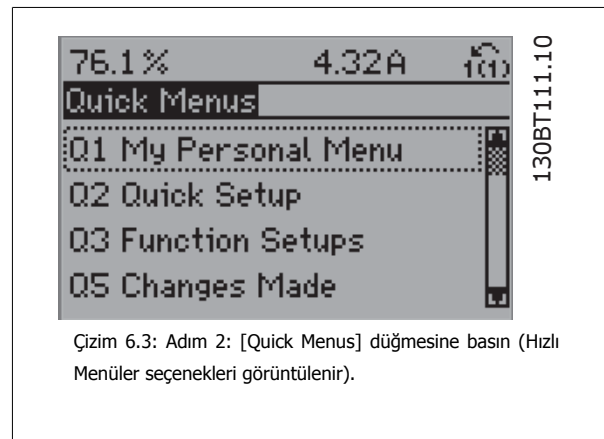 76.1% 4.32A 1(1)
Quick Menus
Q1 My Personal Menu
Q2 Quick Setup
Q3 Function Setups
Q5 Changes Made
130BT111.10
Çizim 6.3: Adım 2: [Quick Menus] düğmesine basın (Hızlı
Menüler seçenekleri görüntülenir).